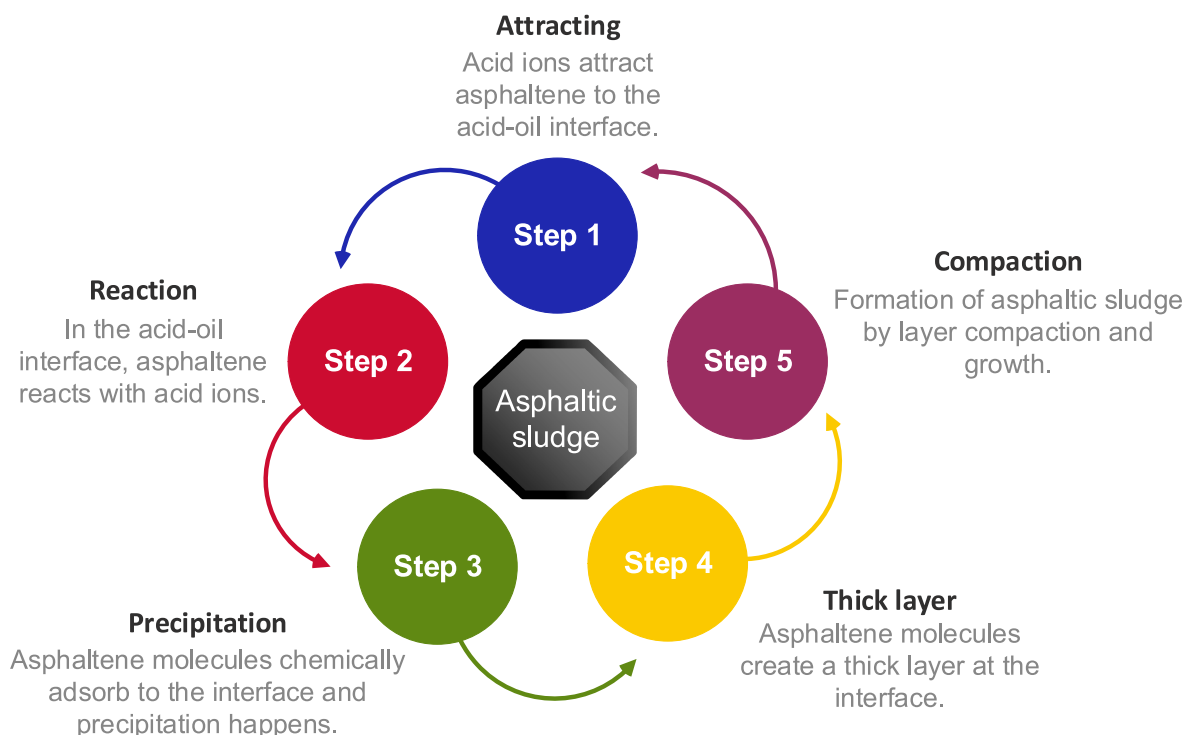 Attracting
Acid ions attract
asphaltene to the
acid-oil interface.
Step 1
Reaction
In the acid-oil
interface, asphaltene
reacts with acid ions.
Step 2
Precipitation
Asphaltene molecules chemically
adsorb to the interface and
precipitation happens.
Step 3
Thick layer
Asphaltene molecules
create a thick layer at the
interface.
Step 4
Compaction
Formation of asphaltic sludge
by layer compaction and
growth.
Step 5
Asphaltic
sludge